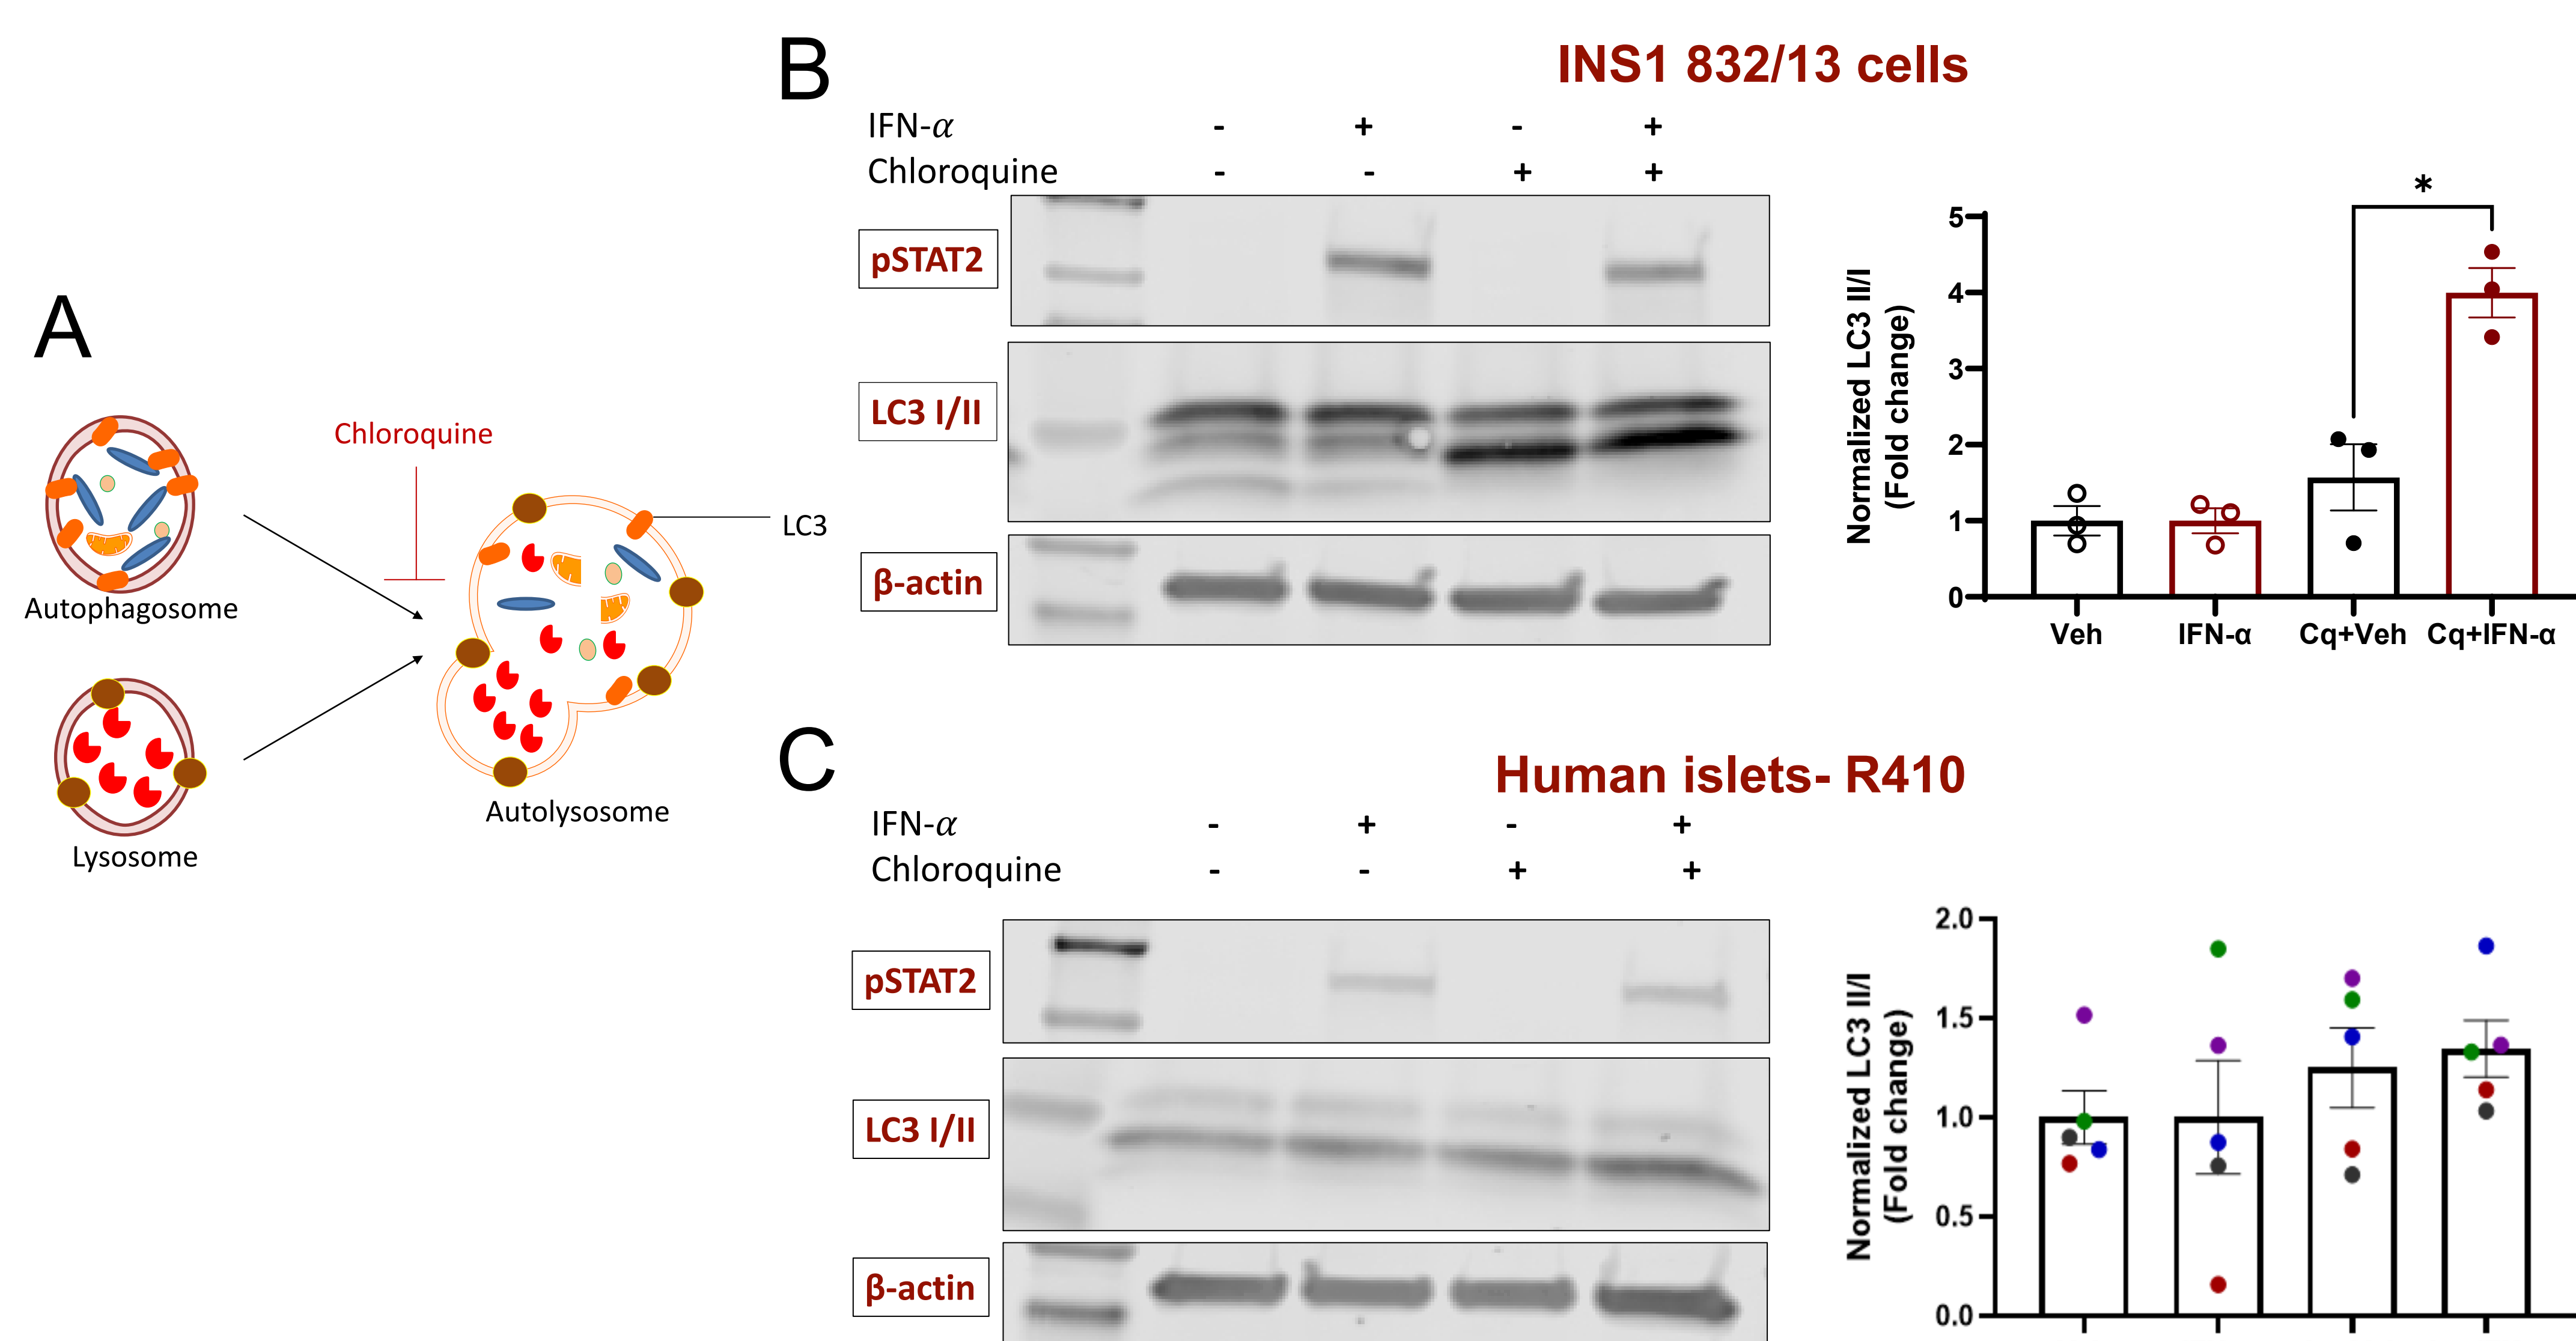 A
Autophagosome
Lysosome
Chloroquine
Autolysosome
LC3
B
INS1 832/13 cells
IFN-α - + - +
Chloroquine - - + +
pSTAT2
LC3 I/II
β-actin
Normalized LC3 II/I
(Fold change)
5
4
3
2
1
0
*
Veh IFN-α Cq+Veh Cq+IFN-α
C
Human islets- R410
IFN-α - + - +
Chloroquine - - + +
pSTAT2
LC3 I/II
β-actin
Normalized LC3 II/I
(Fold change)
2.0
1.5
1.0
0.5
0.0